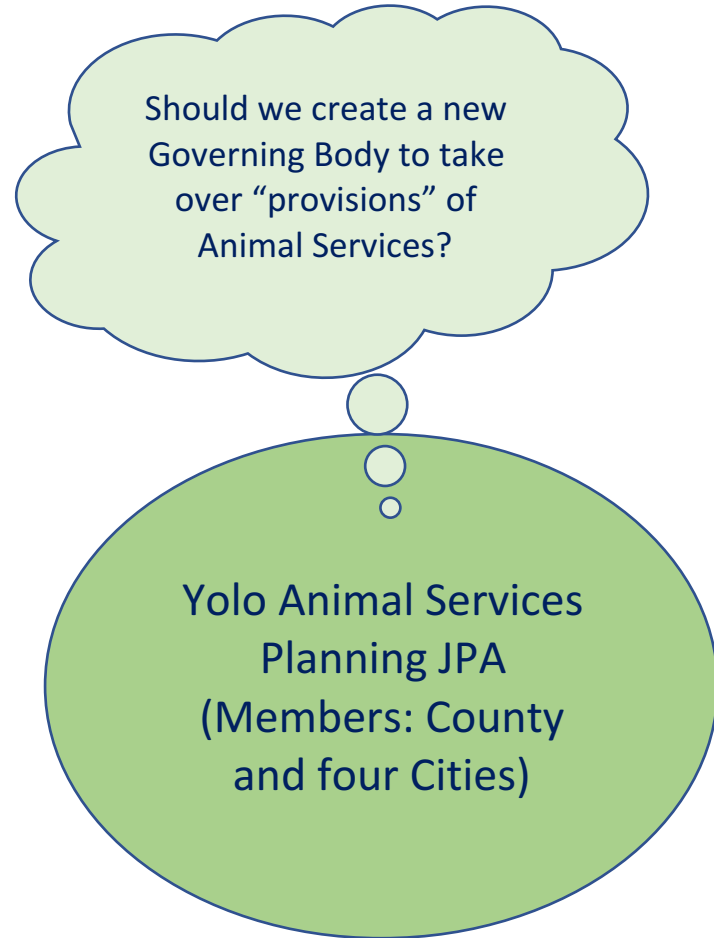 Should we create a new
Governing Body to take
over “provisions” of
Animal Services?
Yolo Animal Services
Planning JPA
(Members: County
and four Cities)